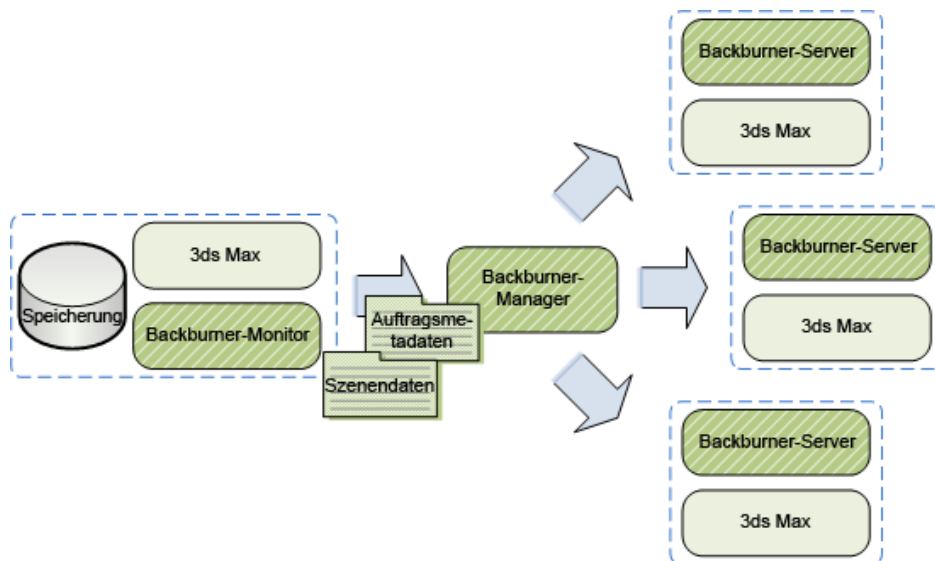 Speicherung
3ds Max
Backburner-Monitor
Auftragsme-
tadaten
Szenendaten
Backburner-
Manager
Backburner-Server
3ds Max
Backburner-Server
3ds Max
Backburner-Server
3ds Max